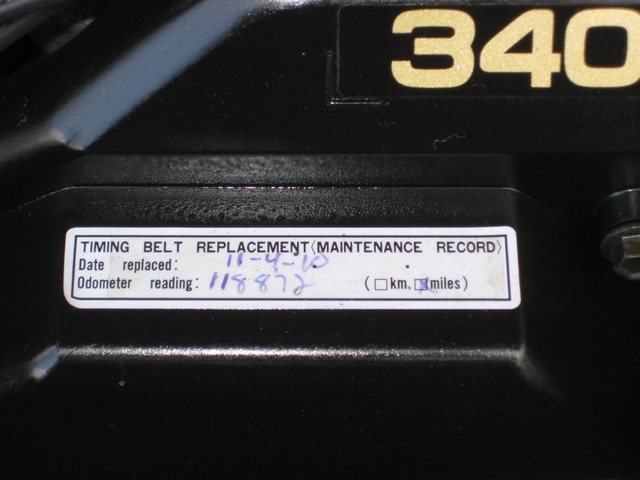 340
TIMING BELT REPLACEMENT〈MAINTENANCE RECORD〉
Date replaced: 11-4-10
Odometer reading: 118872 (□km, ☒miles)